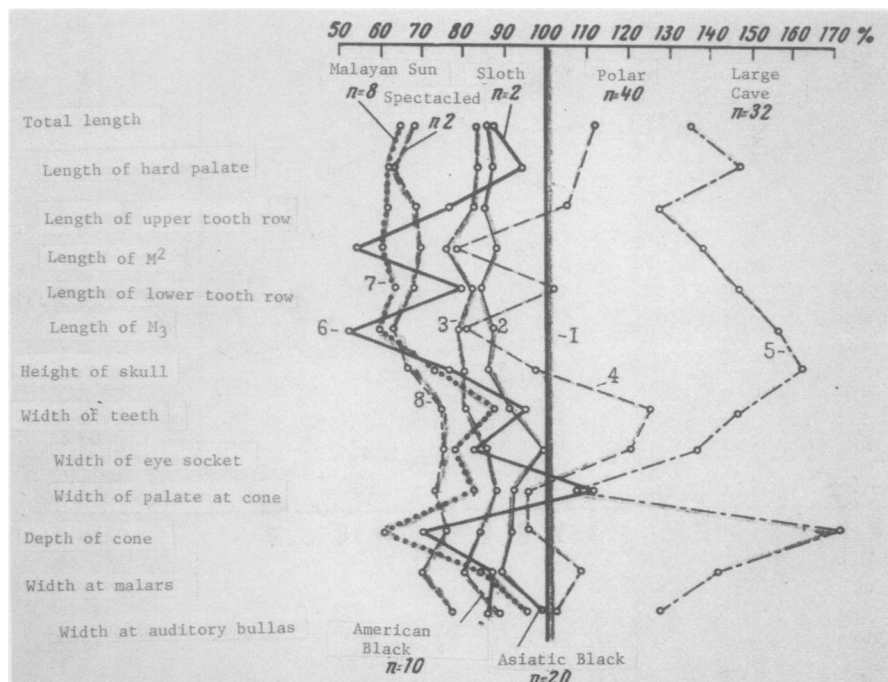 50 60 70 80 90 100 110 120 130 140 150 160 170 %
Malayan Sun Sloth Polar Large
n=8 Spectacled n=2 n=40 Cave
n 2 n=32
Total length
Length of hard palate
Length of upper tooth row
Length of M²
7
Length of lower tooth row
6 3 2 I
Length of M₃
5
Height of skull
4
8
Width of teeth
Width of eye socket
Width of palate at cone
Depth of cone
Width at malars
Width at auditory bullas
American
Black Asiatic Black
n=10 n=20